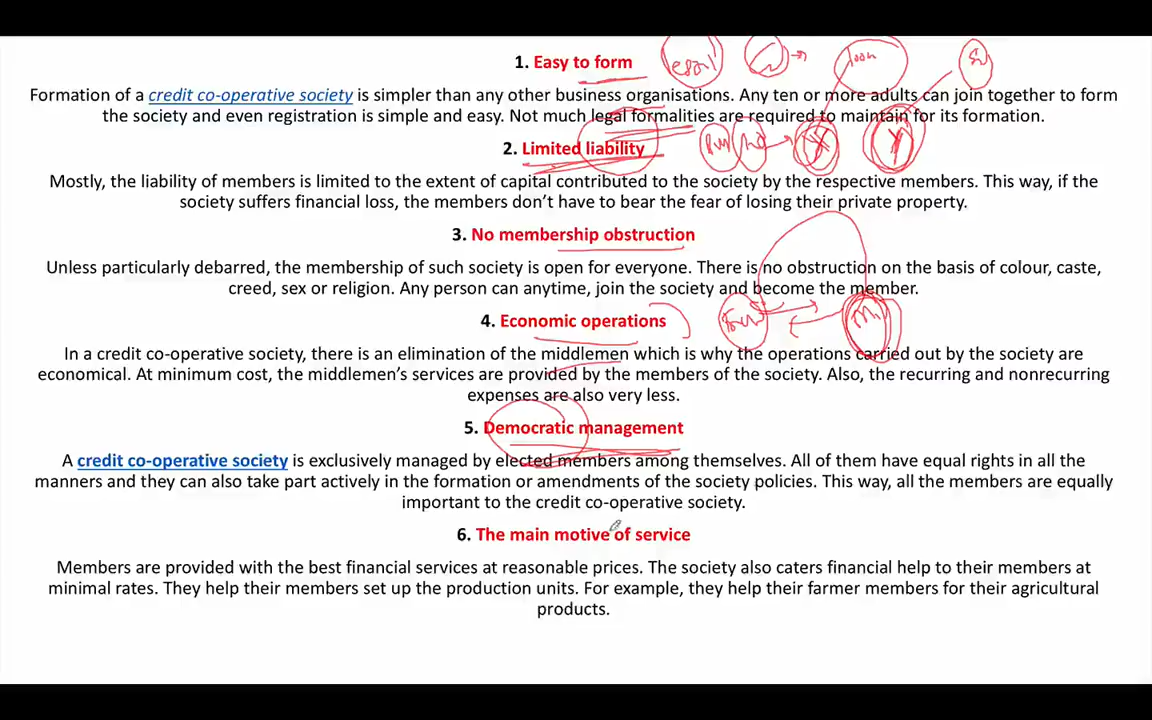 1. Easy to form
loan
Formation of a credit co-operative society is simpler than any other business organisations. Any ten or more adults can join together to form
the society and even registration is simple and easy. Not much legal formalities are required to maintain for its formation.
2. Limited liability
X Y
Mostly, the liability of members is limited to the extent of capital contributed to the society by the respective members. This way, if the
society suffers financial loss, the members don't have to bear the fear of losing their private property.
3. No membership obstruction
Unless particularly debarred, the membership of such society is open for everyone. There is no obstruction on the basis of colour, caste,
creed, sex or religion. Any person can anytime, join the society and become the member.
4. Economic operations
In a credit co-operative society, there is an elimination of the middlemen which is why the operations carried out by the society are
economical. At minimum cost, the middlemen's services are provided by the members of the society. Also, the recurring and nonrecurring
expenses are also very less.
5. Democratic management
A credit co-operative society is exclusively managed by elected members among themselves. All of them have equal rights in all the
manners and they can also take part actively in the formation or amendments of the society policies. This way, all the members are equally
important to the credit co-operative society.
6. The main motive of service
Members are provided with the best financial services at reasonable prices. The society also caters financial help to their members at
minimal rates. They help their members set up the production units. For example, they help their farmer members for their agricultural
products.